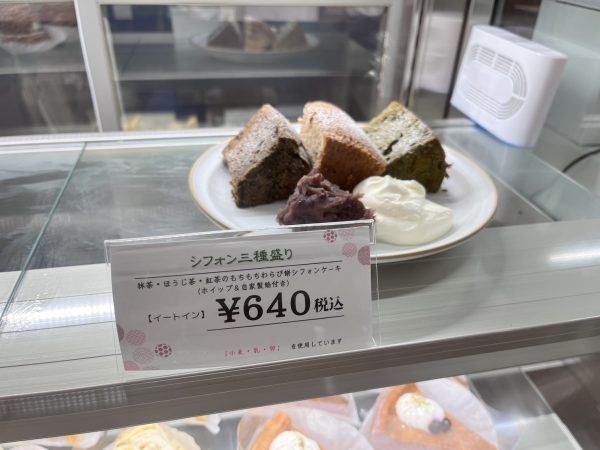 シフォン三種盛り
抹茶・ほうじ茶・紅茶のもちもちわらび餅シフォンケーキ
(ホイップ&自家製餡付き)
【イートイン】 ¥640税込
『小麦・乳・卵』 を使用しています